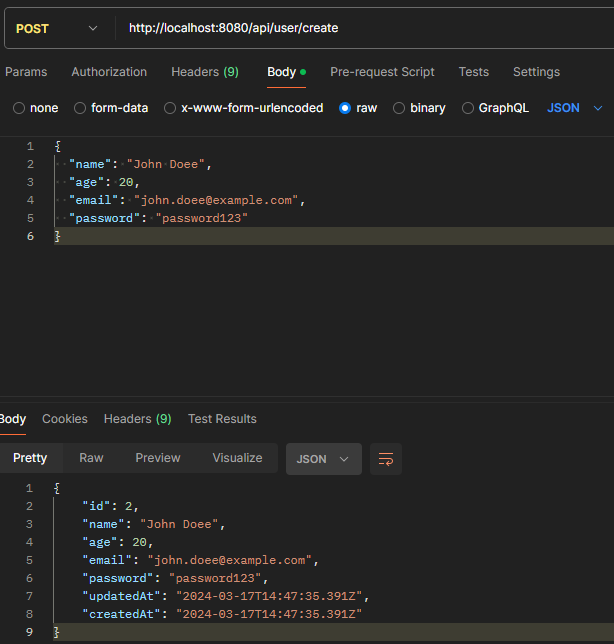 POST http://localhost:8080/api/user/create
Params Authorization Headers (9) Body Pre-request Script Tests Settings
none form-data x-www-form-urlencoded raw binary GraphQL JSON
1 {
2 "name": "John Doee",
3 "age": 20,
4 "email": "john.doee@example.com",
5 "password": "password123"
6 }
Body Cookies Headers (9) Test Results
Pretty Raw Preview Visualize JSON
1 {
2 "id": 2,
3 "name": "John Doee",
4 "age": 20,
5 "email": "john.doee@example.com",
6 "password": "password123",
7 "updatedAt": "2024-03-17T14:47:35.391Z",
8 "createdAt": "2024-03-17T14:47:35.391Z"
9 }